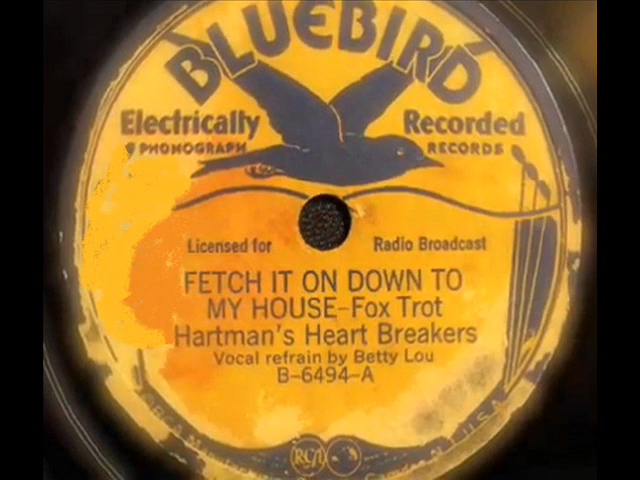 BLUEBIRD
Electrically Recorded
PHONOGRAPH RECORDS
Licensed for Radio Broadcast
FETCH IT ON DOWN TO
MY HOUSE-Fox Trot
Hartman's Heart Breakers
Vocal refrain by Betty Lou
B-6494-A
RCA